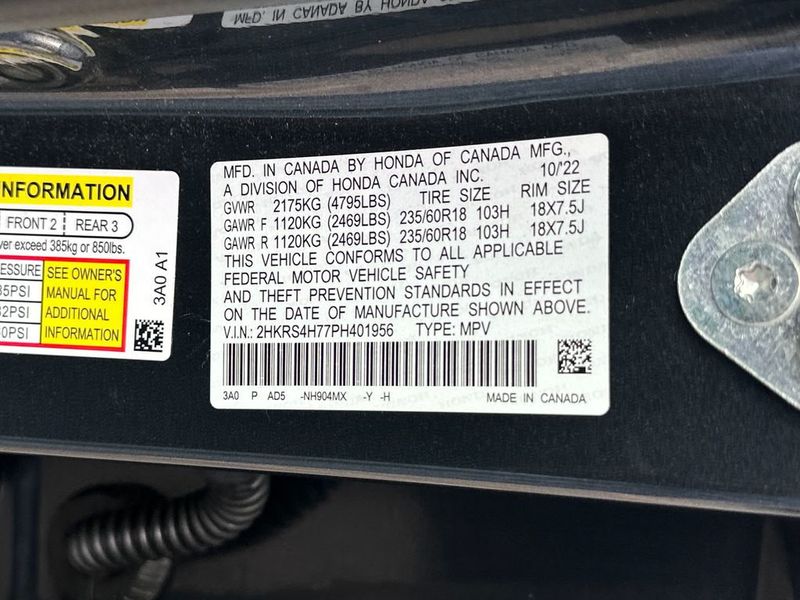 MFD. IN CANADA BY HONDA
INFORMATION
FRONT 2 REAR 3
ver exceed 385kg or 850lbs.
PRESSURE SEE OWNER'S
35PSI MANUAL FOR
32PSI ADDITIONAL
60PSI INFORMATION
3A0 A1
MFD. IN CANADA BY HONDA OF CANADA MFG.,
A DIVISION OF HONDA CANADA INC. 10/'22
GVWR 2175KG (4795LBS) TIRE SIZE RIM SIZE
GAWR F 1120KG (2469LBS) 235/60R18 103H 18X7.5J
GAWR R 1120KG (2469LBS) 235/60R18 103H 18X7.5J
THIS VEHICLE CONFORMS TO ALL APPLICABLE
FEDERAL MOTOR VEHICLE SAFETY
AND THEFT PREVENTION STANDARDS IN EFFECT
ON THE DATE OF MANUFACTURE SHOWN ABOVE.
V.I.N.: 2HKRS4H77PH401956 TYPE: MPV
3A0 P AD5 -NH904MX -Y -H MADE IN CANADA